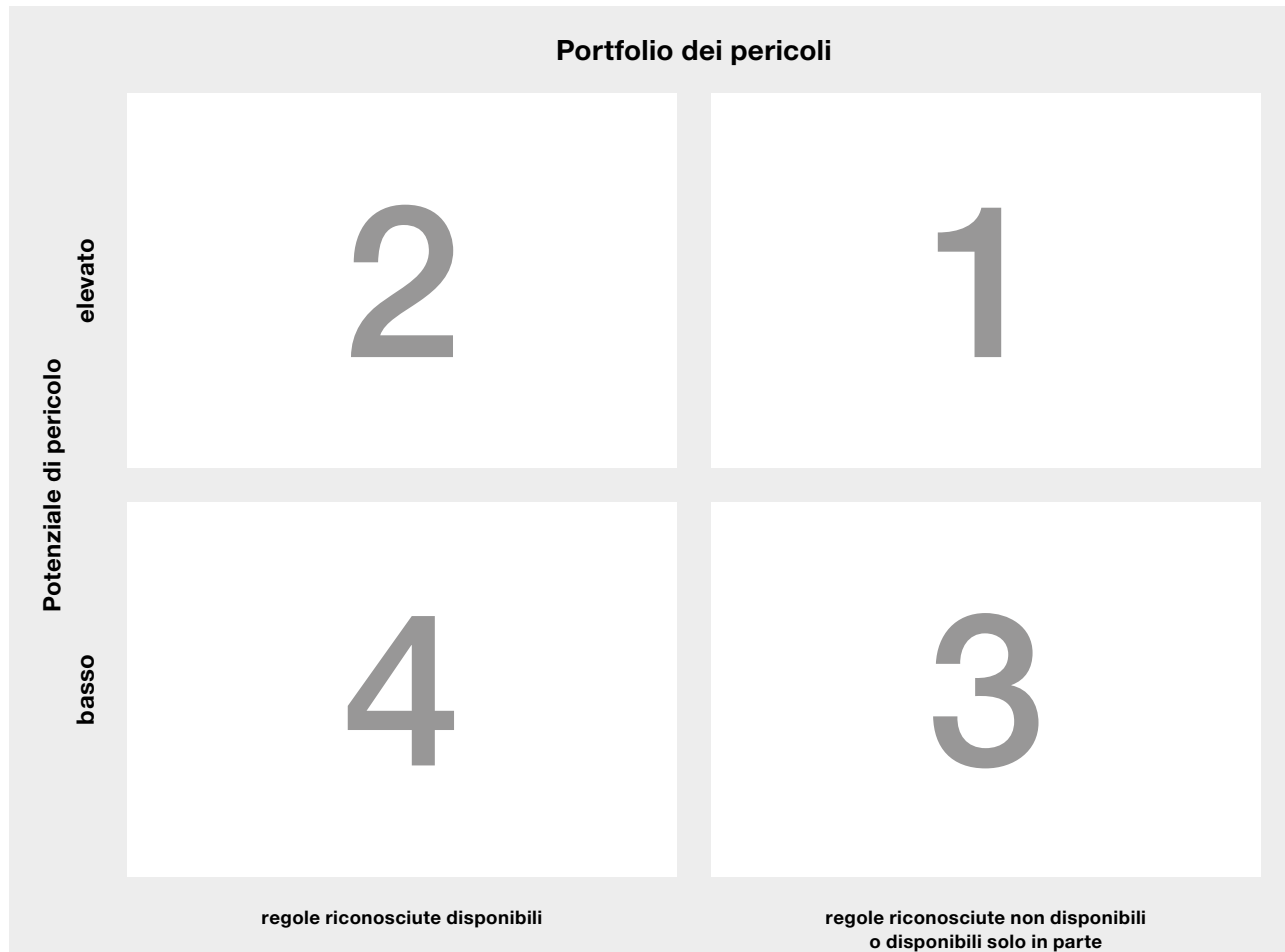 Portfolio dei pericoli
Potenziale di pericolo
elevato
2
1
basso
4
3
regole riconosciute disponibili
regole riconosciute non disponibili
o disponibili solo in parte